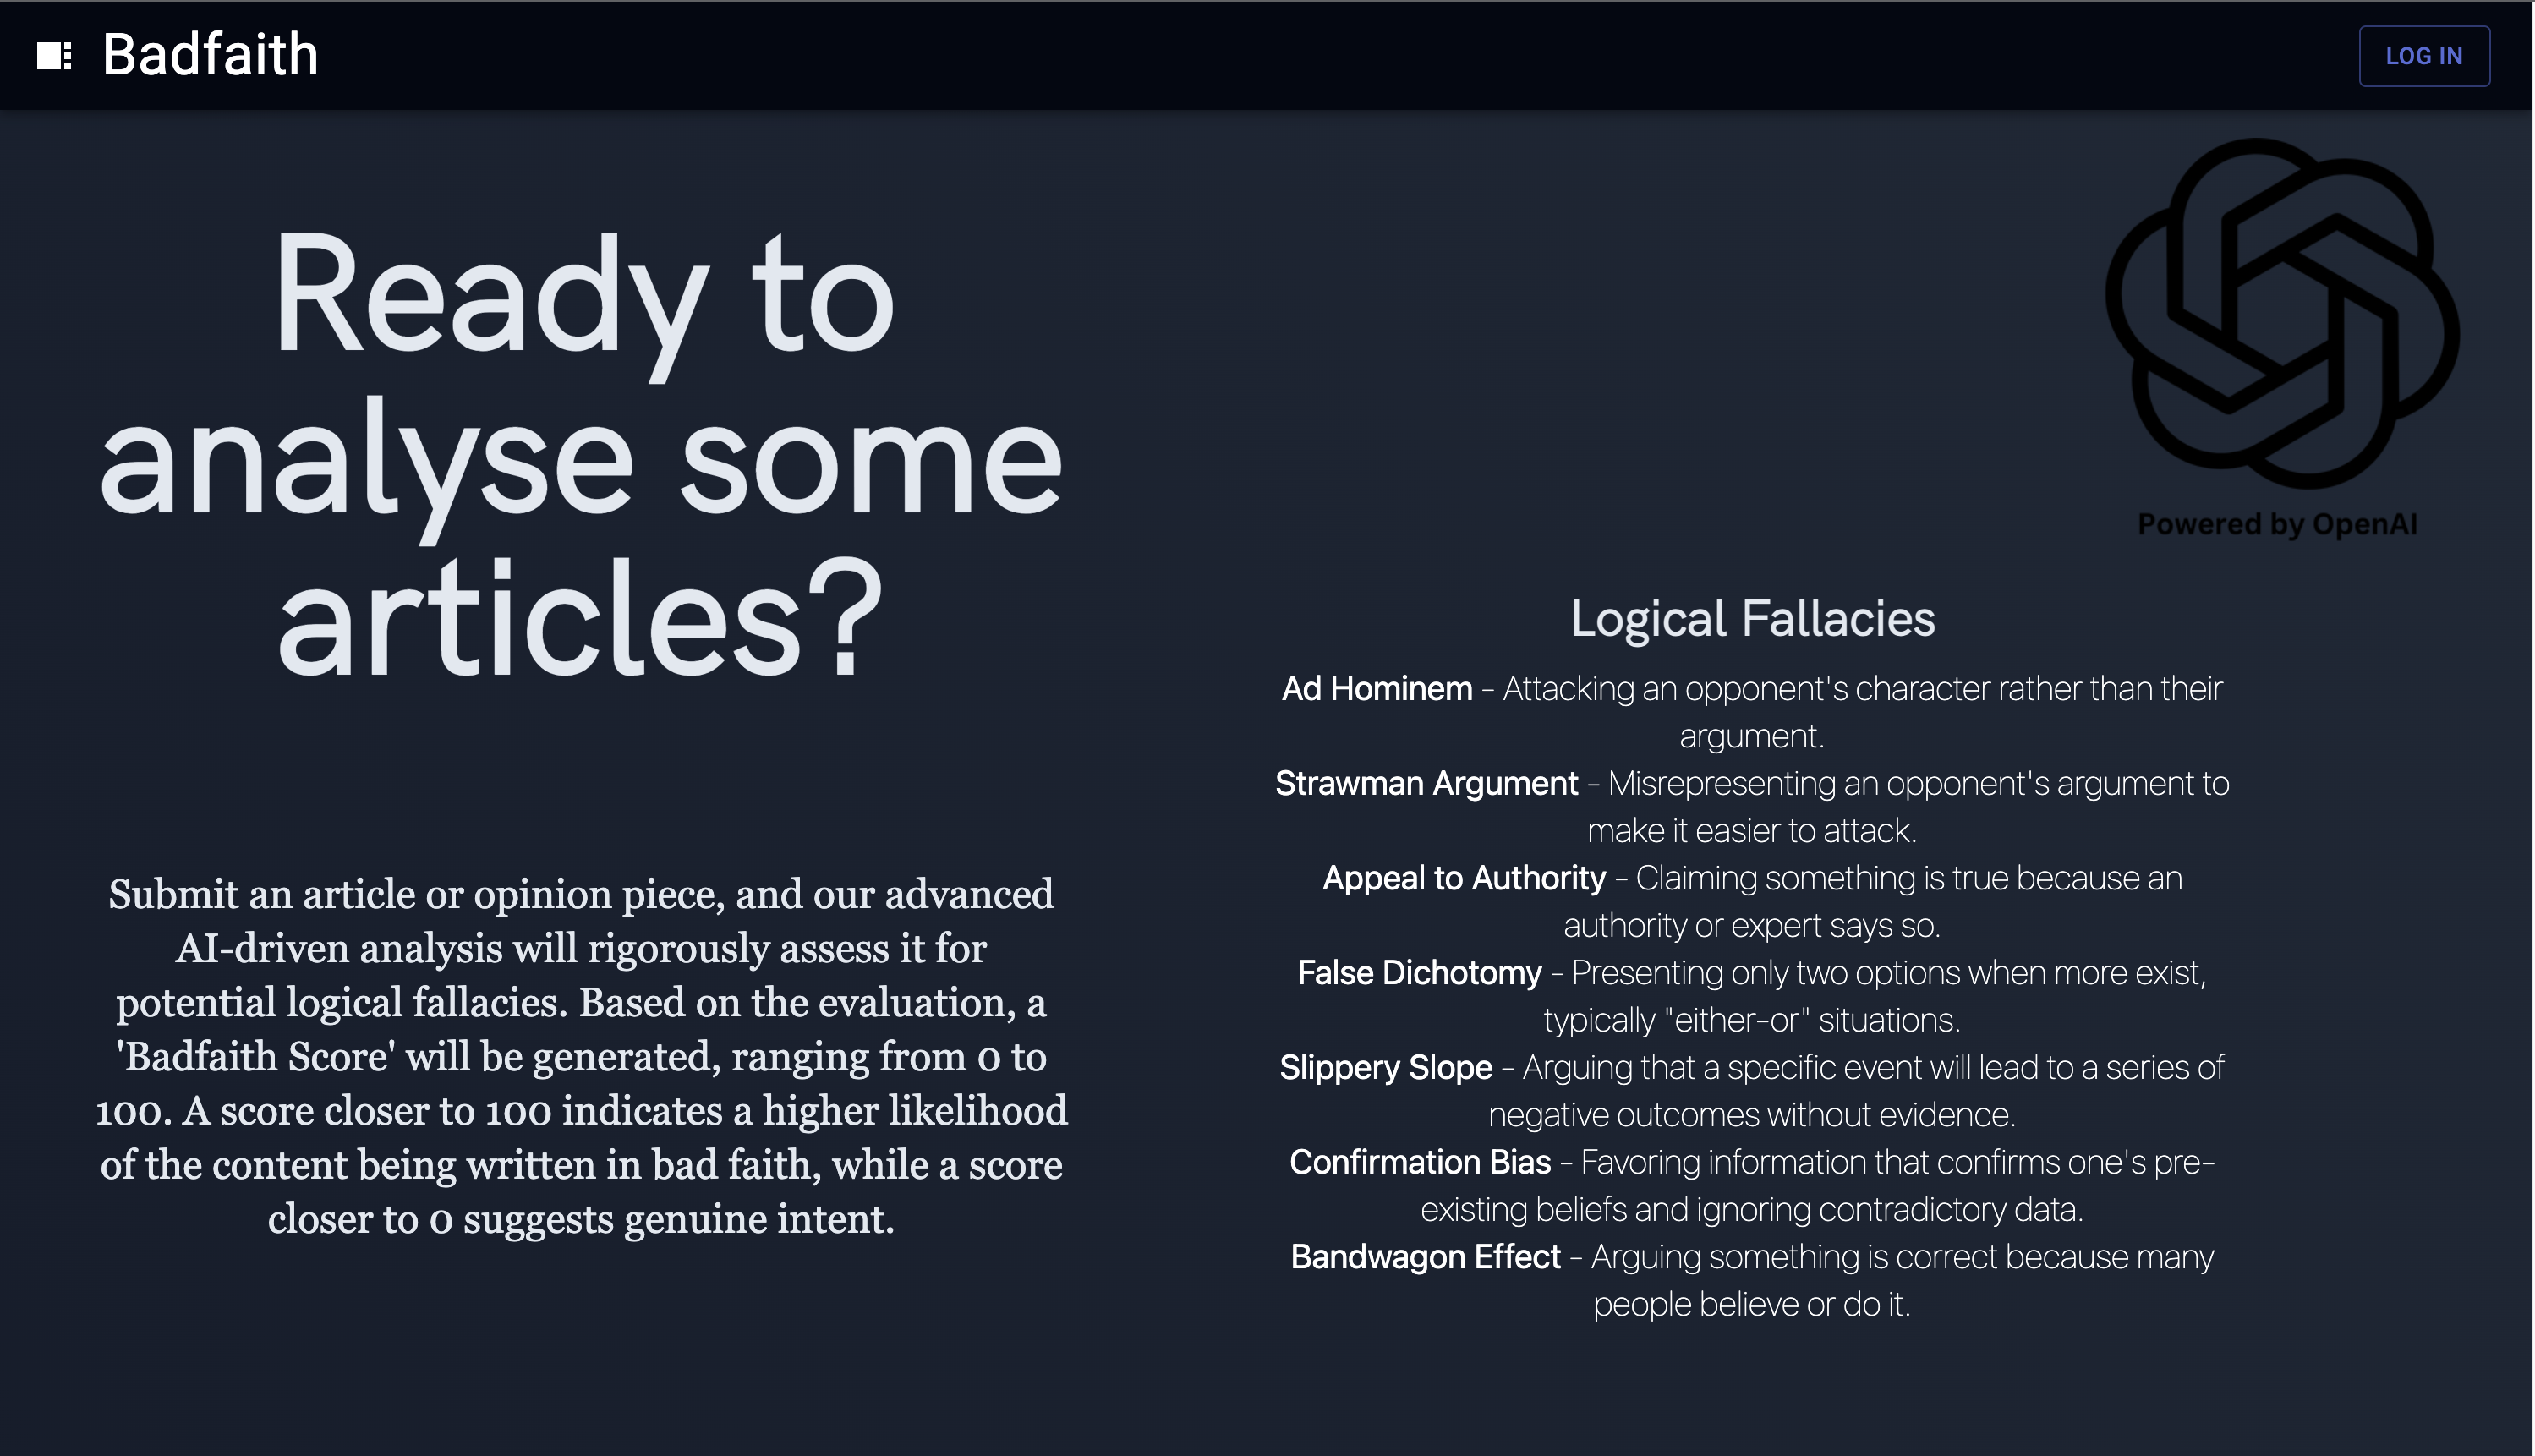 Badfaith
LOG IN
Ready to
analyse some
articles?
Submit an article or opinion piece, and our advanced
AI-driven analysis will rigorously assess it for
potential logical fallacies. Based on the evaluation, a
'Badfaith Score' will be generated, ranging from 0 to
100. A score closer to 100 indicates a higher likelihood
of the content being written in bad faith, while a score
closer to 0 suggests genuine intent.
Powered by OpenAI
Logical Fallacies
Ad Hominem - Attacking an opponent's character rather than their
argument.
Strawman Argument - Misrepresenting an opponent's argument to
make it easier to attack.
Appeal to Authority - Claiming something is true because an
authority or expert says so.
False Dichotomy - Presenting only two options when more exist,
typically "either-or" situations.
Slippery Slope - Arguing that a specific event will lead to a series of
negative outcomes without evidence.
Confirmation Bias - Favoring information that confirms one's pre-
existing beliefs and ignoring contradictory data.
Bandwagon Effect - Arguing something is correct because many
people believe or do it.